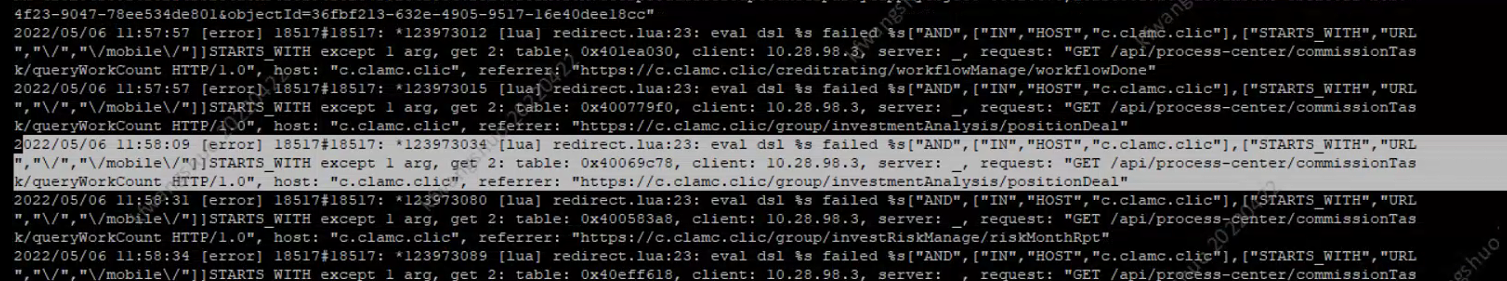 4f23-9047-78ee534de801&objectId=36fbf213-632e-4905-9517-16e40dee18cc"
2022/05/06 11:57:57 [error] 18517#18517: *123973012 [lua] redirect.lua:23: eval dsl %s failed %s["AND",["IN","HOST","c.clamc.clic"],["STARTS_WITH","URL
","\/","\/mobile\/"]]STARTS_WITH except 1 arg, get 2: table: 0x401ea030, client: 10.28.98.3, server: _, request: "GET /api/process-center/commissionTas
k/queryWorkCount HTTP/1.0", host: "c.clamc.clic", referrer: "https://c.clamc.clic/creditrating/workflowManage/workflowDone"
2022/05/06 11:57:57 [error] 18517#18517: *123973015 [lua] redirect.lua:23: eval dsl %s failed %s["AND",["IN","HOST","c.clamc.clic"],["STARTS_WITH","URL
","\/","\/mobile\/"]]STARTS_WITH except 1 arg, get 2: table: 0x400779f0, client: 10.28.98.3, server: _, request: "GET /api/process-center/commissionTas
k/queryWorkCount HTTP/1.0", host: "c.clamc.clic", referrer: "https://c.clamc.clic/group/investmentAnalysis/positionDeal"
2022/05/06 11:58:09 [error] 18517#18517: *123973034 [lua] redirect.lua:23: eval dsl %s failed %s["AND",["IN","HOST","c.clamc.clic"],["STARTS_WITH","URL
","\/","\/mobile\/"]]STARTS_WITH except 1 arg, get 2: table: 0x40069c78, client: 10.28.98.3, server: _, request: "GET /api/process-center/commissionTas
k/queryWorkCount HTTP/1.0", host: "c.clamc.clic", referrer: "https://c.clamc.clic/group/investmentAnalysis/positionDeal"
2022/05/06 11:58:31 [error] 18517#18517: *123973080 [lua] redirect.lua:23: eval dsl %s failed %s["AND",["IN","HOST","c.clamc.clic"],["STARTS_WITH","URL
","\/","\/mobile\/"]]STARTS_WITH except 1 arg, get 2: table: 0x400583a8, client: 10.28.98.3, server: _, request: "GET /api/process-center/commissionTas
k/queryWorkCount HTTP/1.0", host: "c.clamc.clic", referrer: "https://c.clamc.clic/group/investRiskManage/riskMonthRpt"
2022/05/06 11:58:34 [error] 18517#18517: *123973089 [lua] redirect.lua:23: eval dsl %s failed %s["AND",["IN","HOST","c.clamc.clic"],["STARTS_WITH","URL
","\/","\/mobile\/"]]STARTS_WITH except 1 arg, get 2: table: 0x40eff618, client: 10.28.98.3, server: _, request: "GET /api/process-center/commissionTas